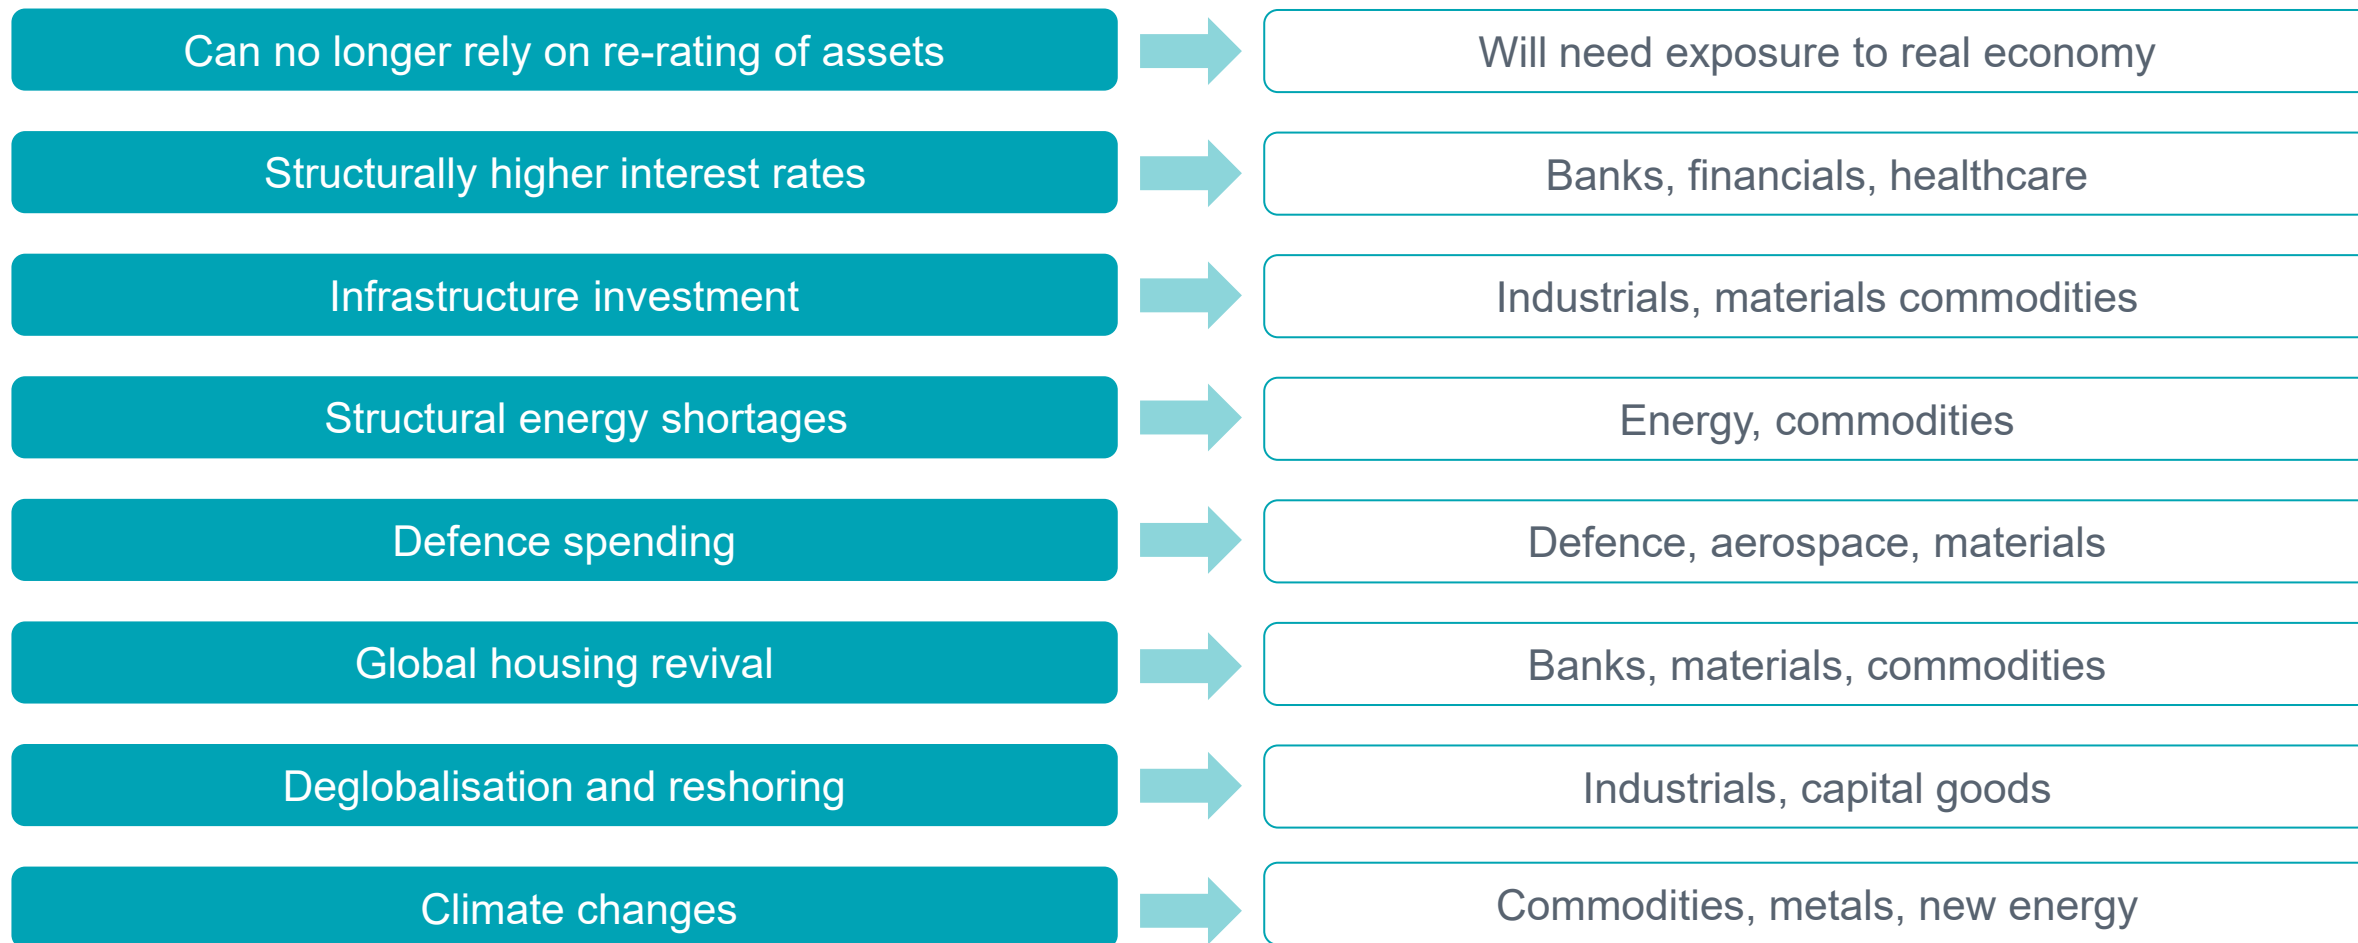 Can no longer rely on re-rating of assets
Will need exposure to real economy
Structurally higher interest rates
Banks, financials, healthcare
Infrastructure investment
Industrials, materials commodities
Structural energy shortages
Energy, commodities
Defence spending
Defence, aerospace, materials
Global housing revival
Banks, materials, commodities
Deglobalisation and reshoring
Industrials, capital goods
Climate changes
Commodities, metals, new energy